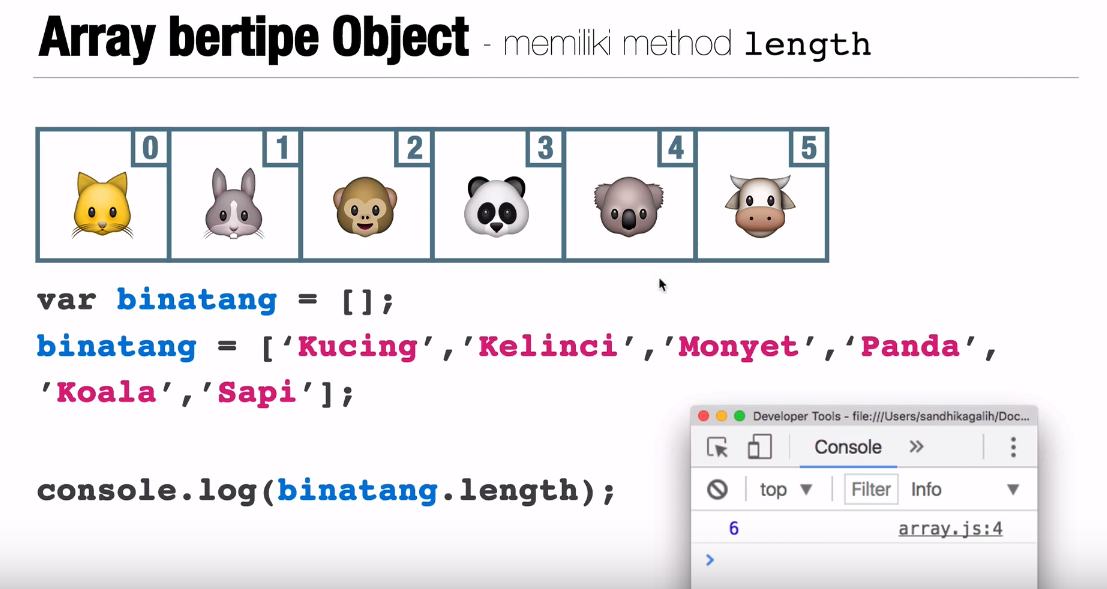 Array bertipe Object - memiliki method length
0 1 2 3 4 5
var binatang = [];
binatang = [‘Kucing’,’Kelinci’,’Monyet’,‘Panda’,
’Koala’,’Sapi’];
console.log(binatang.length);
Developer Tools - file:///Users/sandhikagalih/Doc...
Console »
top ▼ Filter Info ▼
6 array.js:4
>